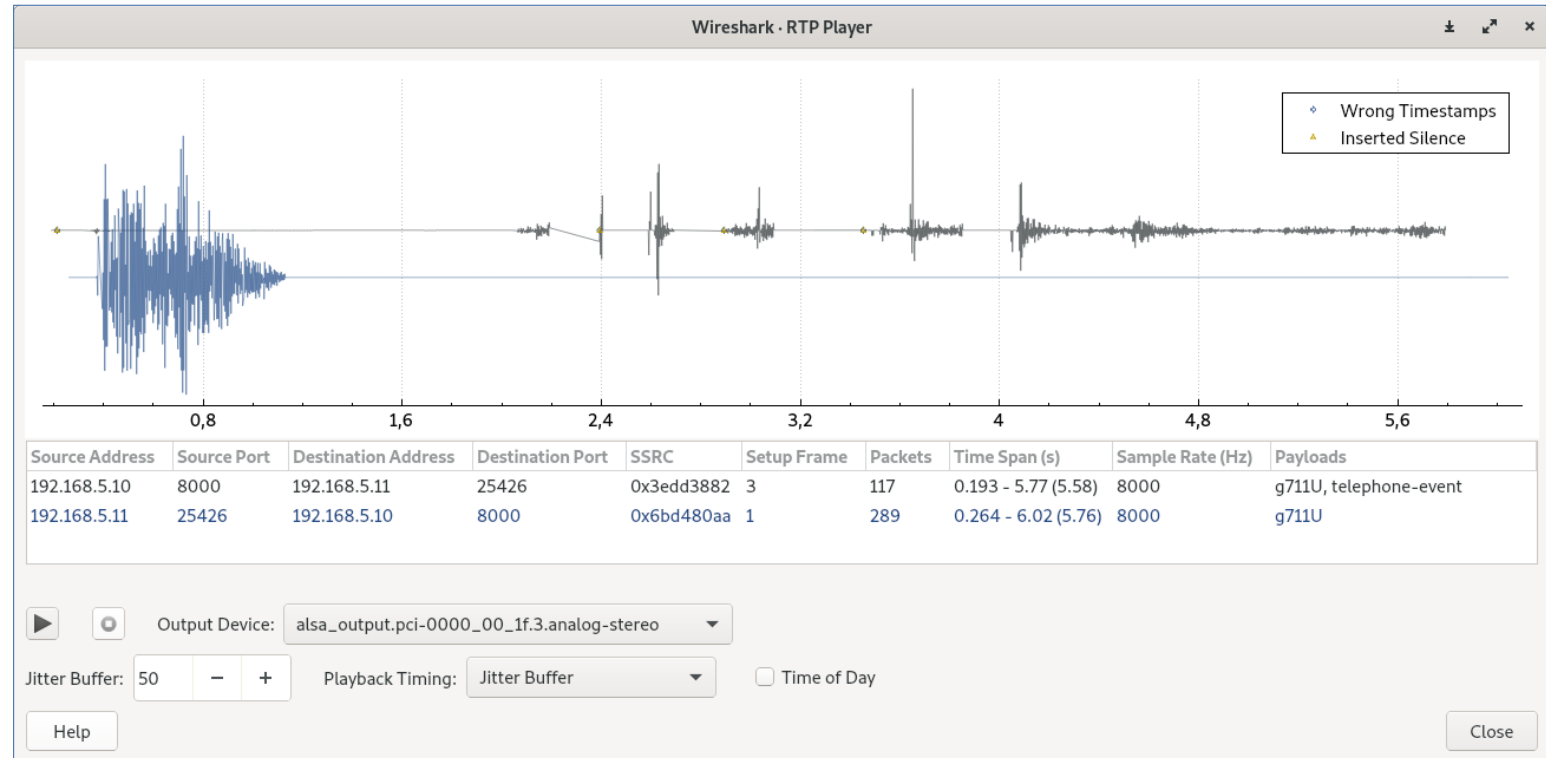 Wireshark · RTP Player
Wrong Timestamps
Inserted Silence
0,8 1,6 2,4 3,2 4 4,8 5,6
Source Address Source Port Destination Address Destination Port SSRC Setup Frame Packets Time Span (s) Sample Rate (Hz) Payloads
192.168.5.10 8000 192.168.5.11 25426 0x3edd3882 3 117 0.193 - 5.77 (5.58) 8000 g711U, telephone-event
192.168.5.11 25426 192.168.5.10 8000 0x6bd480aa 1 289 0.264 - 6.02 (5.76) 8000 g711U
Output Device: alsa_output.pci-0000_00_1f.3.analog-stereo
Jitter Buffer: 50 − + Playback Timing: Jitter Buffer Time of Day
Help Close